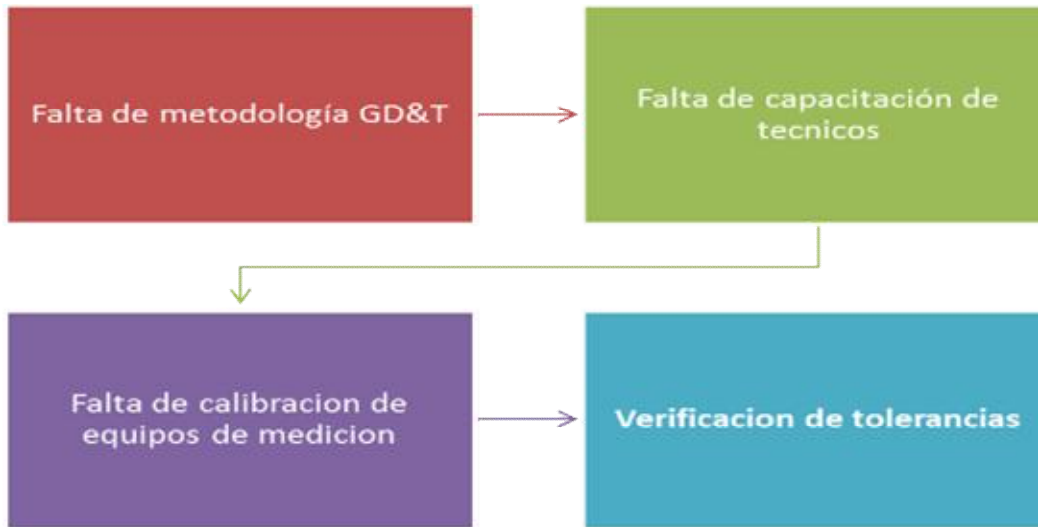 Falta de metodología GD&T
Falta de capacitación de
tecnicos
Falta de calibracion de
equipos de medicion
Verificacion de tolerancias